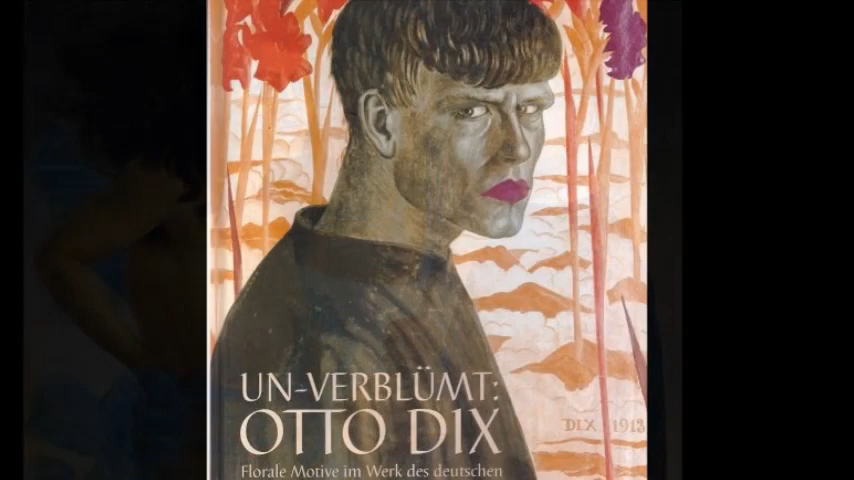 DIX 1913
UN-VERBLÜMT:
OTTO DIX
Florale Motive im Werk des deutschen